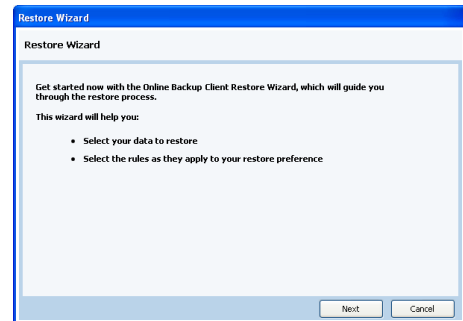 Restore Wizard
Restore Wizard
Get started now with the Online Backup Client Restore Wizard, which will guide you
through the restore process.
This wizard will help you:
• Select your data to restore
• Select the rules as they apply to your restore preference
Next Cancel